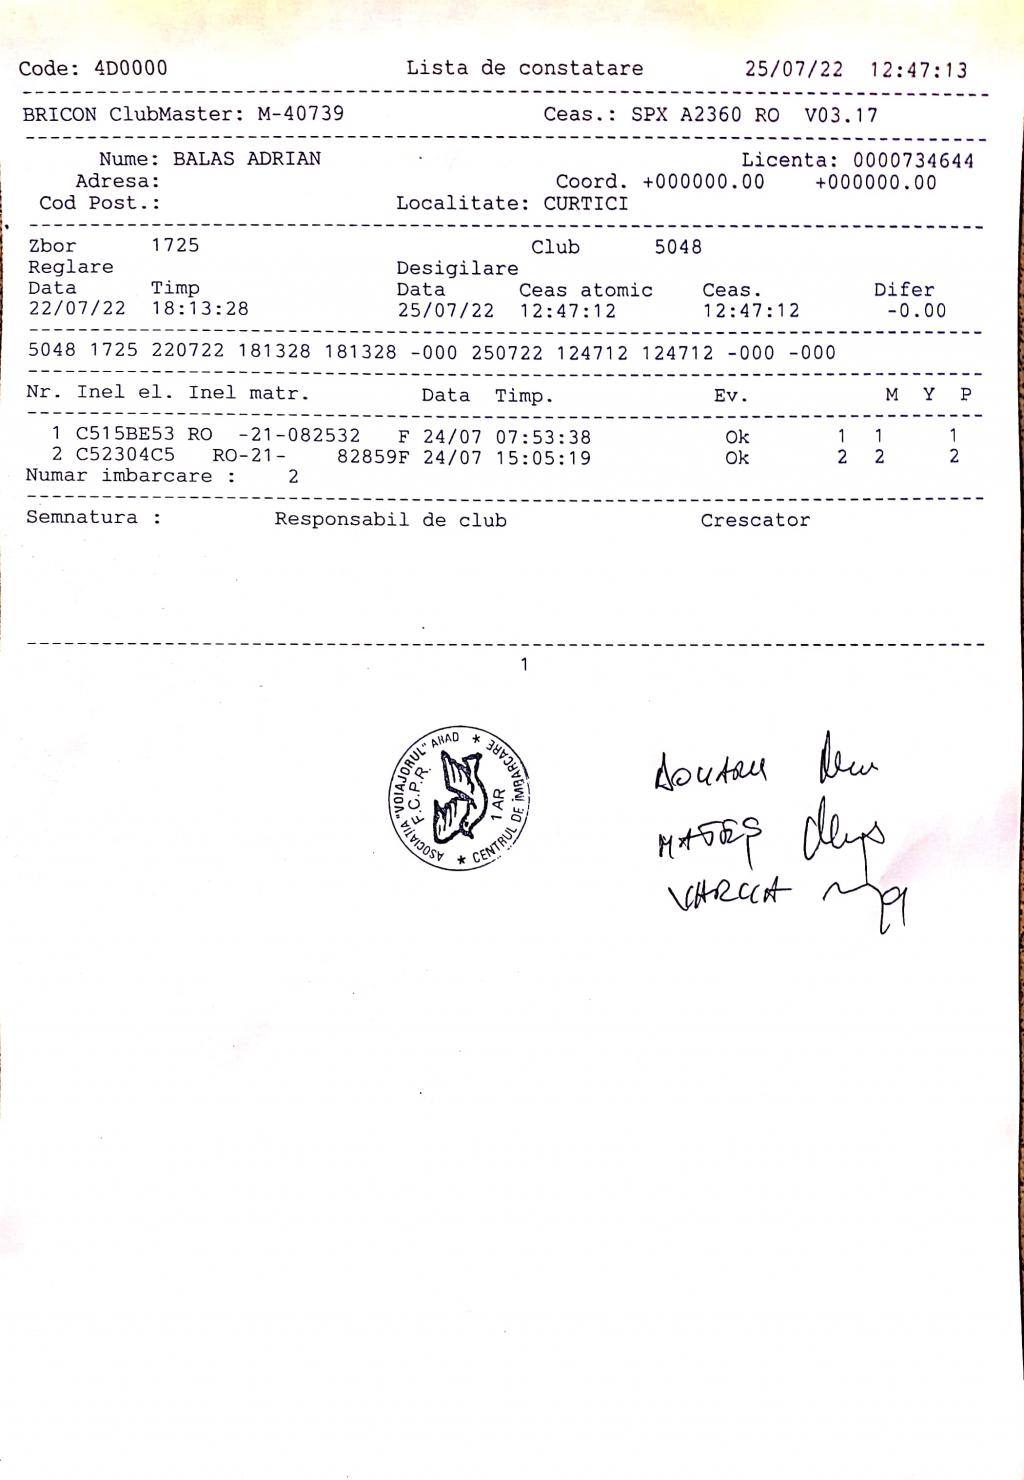 Code: 4D0000 Lista de constatare 25/07/22 12:47:13
BRICON ClubMaster: M-40739 Ceas.: SPX A2360 RO V03.17
Nume: BALAS ADRIAN Licenta: 0000734644
Adresa: Coord. +000000.00 +000000.00
Cod Post.: Localitate: CURTICI
Zbor 1725 Club 5048
Reglare Desigilare
Data Timp Data Ceas atomic Ceas. Difer
22/07/22 18:13:28 25/07/22 12:47:12 12:47:12 -0.00
5048 1725 220722 181328 181328 -000 250722 124712 124712 -000 -000
Nr. Inel el. Inel matr. Data Timp. Ev. M Y P
1 C515BE53 RO -21-082532 F 24/07 07:53:38 Ok 1 1 1
2 C52304C5 RO-21- 82859F 24/07 15:05:19 Ok 2 2 2
Numar imbarcare : 2
Semnatura : Responsabil de club Crescator
1
ASOCIAȚIA "VOIAJORUL" ARAD * CENTRUL DE ÎMBARCARE *
F.C.P.R.
1 AR
MATEȘ